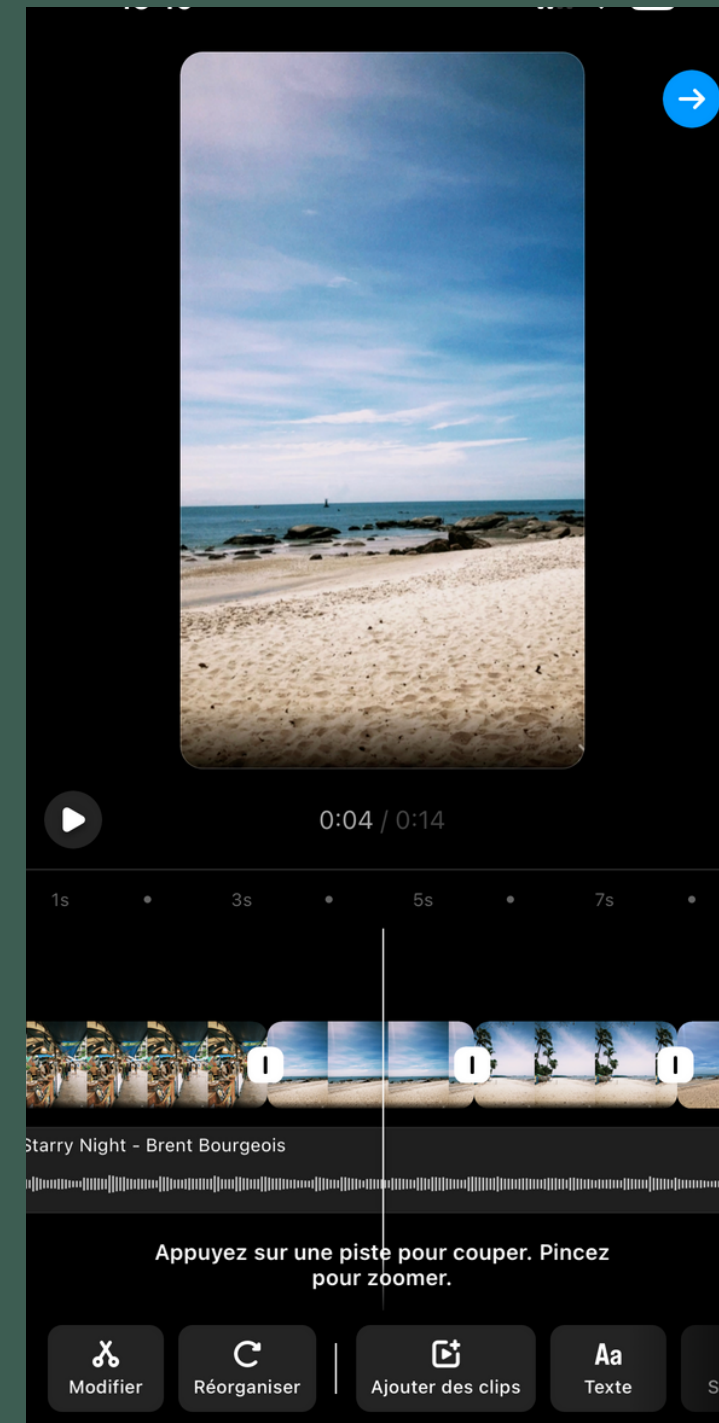 0:04 / 0:14
1s 3s 5s 7s
Starry Night - Brent Bourgeois
Appuyez sur une piste pour couper. Pincez
pour zoomer.
Modifier Réorganiser Ajouter des clips Aa Texte